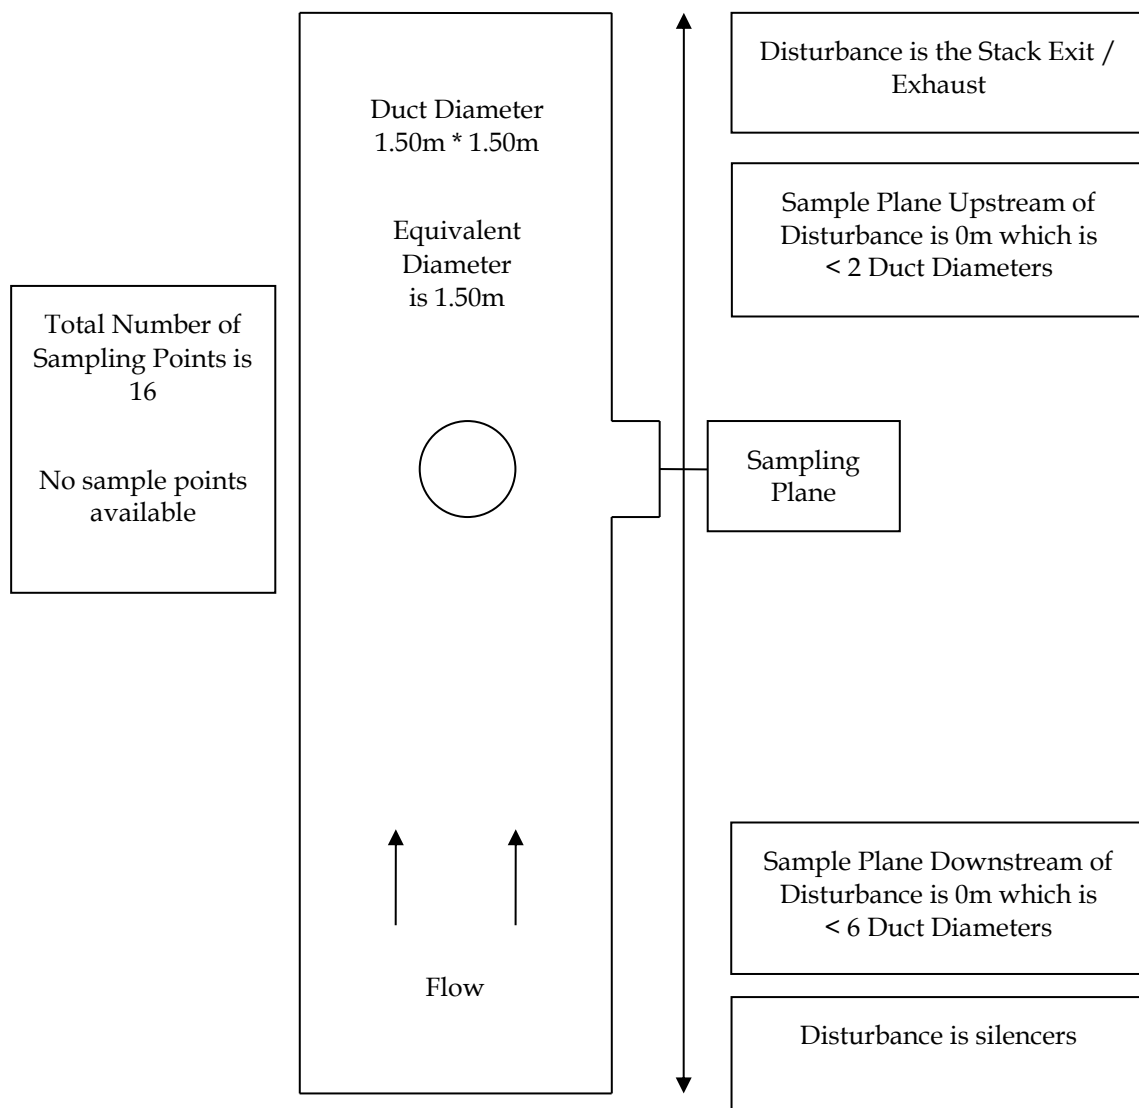 Disturbance is the Stack Exit /
Exhaust
Duct Diameter
1.50m * 1.50m
Sample Plane Upstream of
Disturbance is 0m which is
< 2 Duct Diameters
Equivalent
Diameter
is 1.50m
Total Number of
Sampling Points is
16
No sample points
available
Sampling
Plane
Sample Plane Downstream of
Disturbance is 0m which is
< 6 Duct Diameters
Flow
Disturbance is silencers